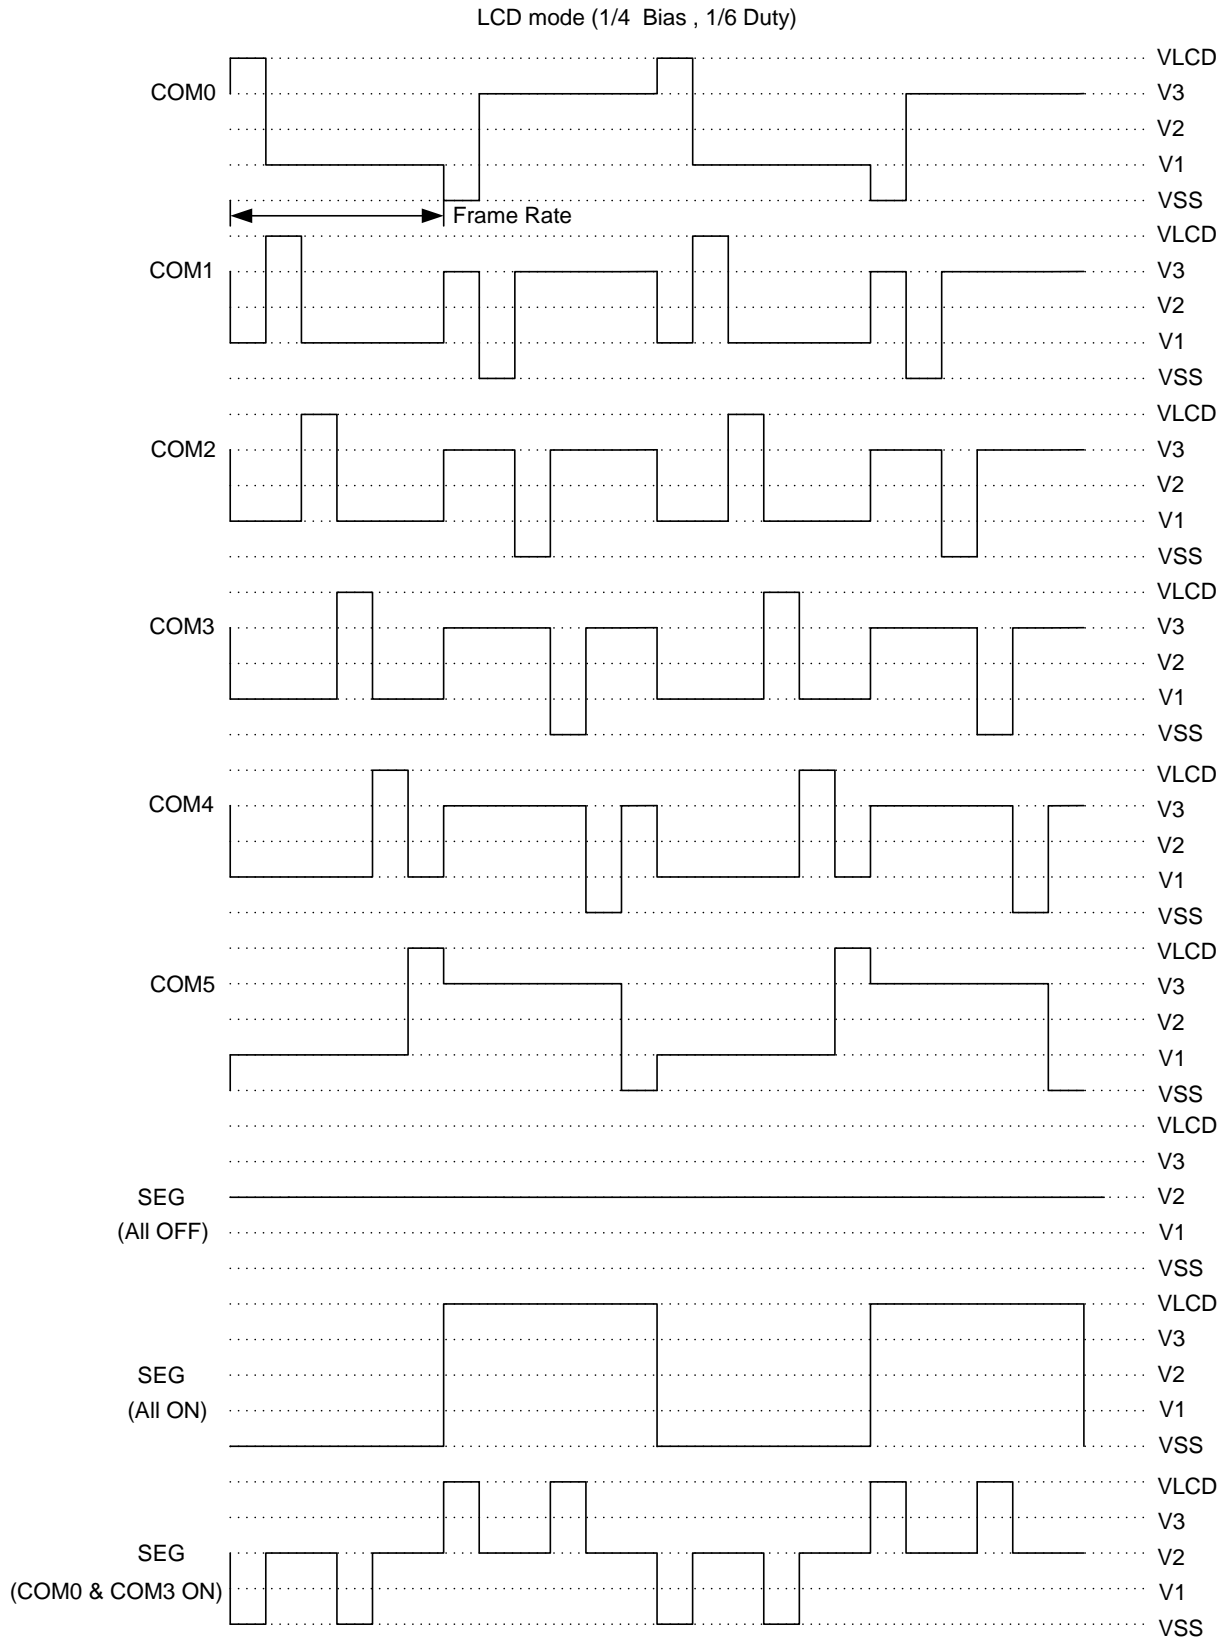 LCD mode (1/4 Bias , 1/6 Duty)
VLCD
COM0
V3
V2
V1
VSS
Frame Rate
VLCD
COM1
V3
V2
V1
VSS
VLCD
COM2
V3
V2
V1
VSS
VLCD
COM3
V3
V2
V1
VSS
VLCD
COM4
V3
V2
V1
VSS
VLCD
COM5
V3
V2
V1
VSS
VLCD
V3
SEG
V2
(All OFF)
V1
VSS
VLCD
V3
SEG
V2
(All ON)
V1
VSS
VLCD
V3
SEG
V2
(COM0 & COM3 ON)
V1
VSS